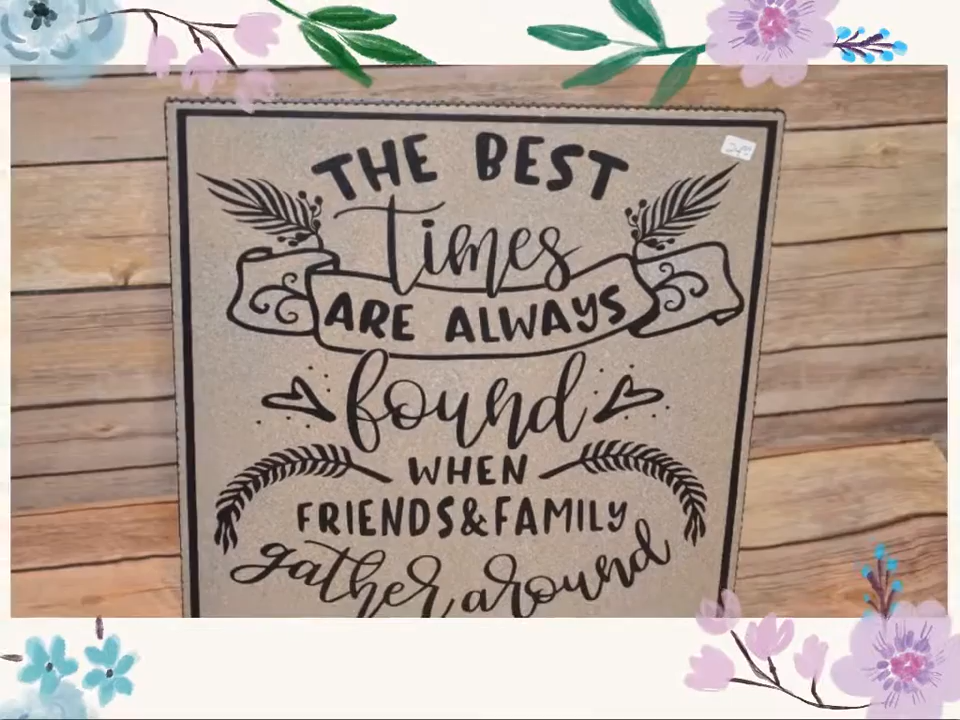 THE BEST
times
ARE ALWAYS
found
WHEN
FRIENDS&FAMILY
gather around